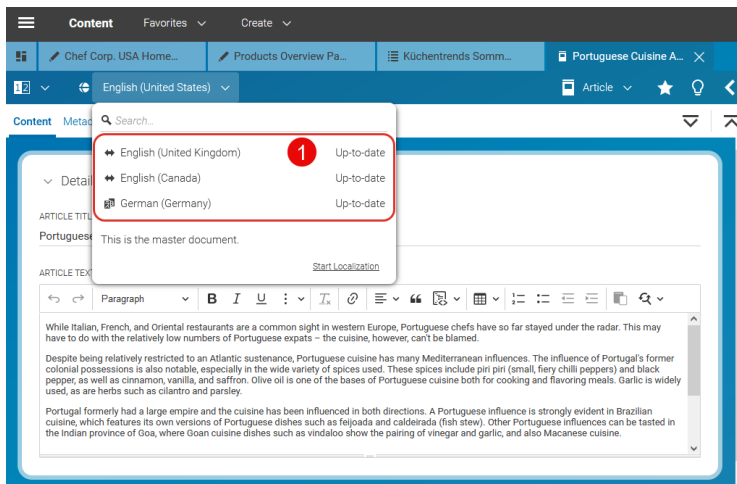 Content Favorites Create
Chef Corp. USA Home... Products Overview Pa... Küchentrends Somm... Portuguese Cuisine A...
12 English (United States) Article
Content Metad
Search...
English (United Kingdom) 1 Up-to-date
English (Canada) Up-to-date
German (Germany) Up-to-date
Detail
ARTICLE TITL
Portuguese
This is the master document.
Start Localization
ARTICLE TEX
Paragraph B I U Tx
While Italian, French, and Oriental restaurants are a common sight in western Europe, Portuguese chefs have so far stayed under the radar. This may
have to do with the relatively low numbers of Portuguese expats – the cuisine, however, can't be blamed.
Despite being relatively restricted to an Atlantic sustenance, Portuguese cuisine has many Mediterranean influences. The influence of Portugal's former
colonial possessions is also notable, especially in the wide variety of spices used. These spices include piri piri (small, fiery chilli peppers) and black
pepper, as well as cinnamon, vanilla, and saffron. Olive oil is one of the bases of Portuguese cuisine both for cooking and flavoring meals. Garlic is widely
used, as are herbs such as cilantro and parsley.
Portugal formerly had a large empire and the cuisine has been influenced in both directions. A Portuguese influence is strongly evident in Brazilian
cuisine, which features its own versions of Portuguese dishes such as feijoada and caldeirada (fish stew). Other Portuguese influences can be tasted in
the Indian province of Goa, where Goan cuisine dishes such as vindaloo show the pairing of vinegar and garlic, and also Macanese cuisine.